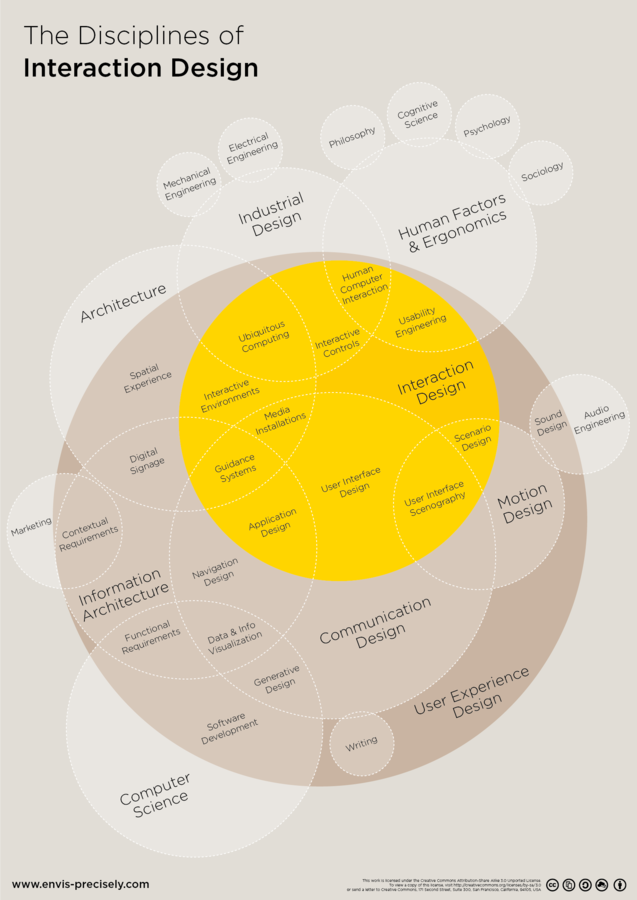 The Disciplines of
Interaction Design
Cognitive
Science
Philosophy
Psychology
Electrical
Engineering
Mechanical
Engineering
Sociology
Industrial
Design
Human Factors
& Ergonomics
Architecture
Human
Computer
Interaction
Usability
Engineering
Ubiquitous
Computing
Interactive
Controls
Spatial
Experience
Interactive
Environments
Interaction
Design
Media
Installations
Sound
Design
Audio
Engineering
Scenario
Design
Digital
Signage
Guidance
Systems
User Interface
Design
User Interface
Scenography
Motion
Design
Marketing
Contextual
Requirements
Application
Design
Navigation
Design
Information
Architecture
Communication
Design
Functional
Requirements
Data & Info
Visualization
Generative
Design
User Experience
Design
Software
Development
Writing
Computer
Science
www.envis-precisely.com
This work is licensed under the Creative Commons Attribution-Share Alike 3.0 Unported License.
To view a copy of this license, visit http://creativecommons.org/licenses/by-sa/3.0
or send a letter to Creative Commons, 171 Second Street, Suite 300, San Francisco, California, 94105, USA